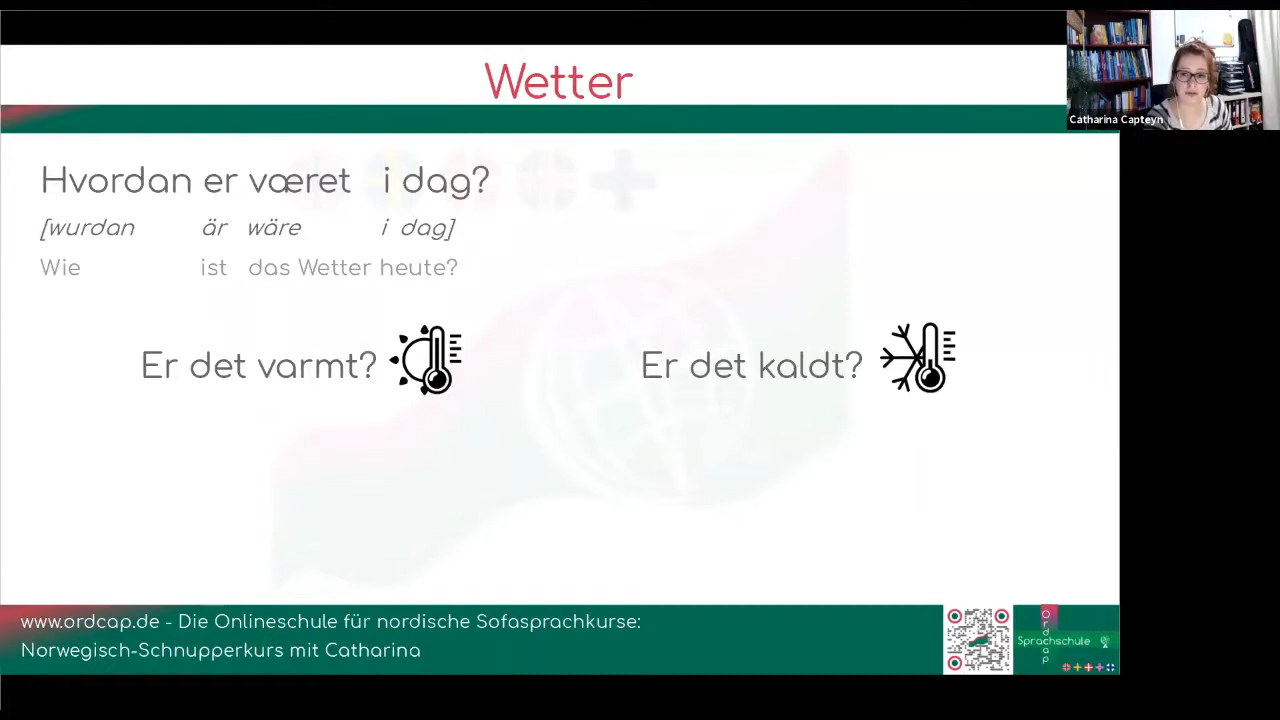 Wetter
Catharina Capteyn
Hvordan er været i dag?
[wurdan är wäre i dag]
Wie ist das Wetter heute?
Er det varmt?
Er det kaldt?
www.ordcap.de - Die Onlineschule für nordische Sofasprachkurse:
Norwegisch-Schnupperkurs mit Catharina
Ordcap
Sprachschule